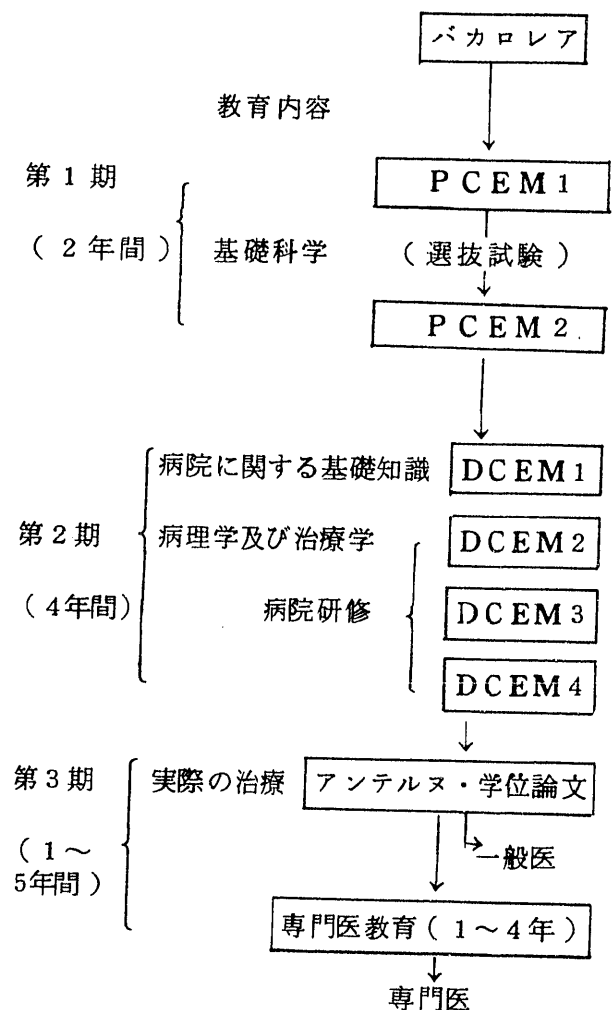 バカロレア
教育内容
第1期
PCEM1
(2年間)
基礎科学
(選抜試験)
PCEM2
病院に関する基礎知識
DCEM1
第2期
病理学及び治療学
DCEM2
(4年間)
病院研修
DCEM3
DCEM4
第3期
実際の治療
アンテルヌ・学位論文
(1～
5年間)
一般医
専門医教育(1～4年)
専門医